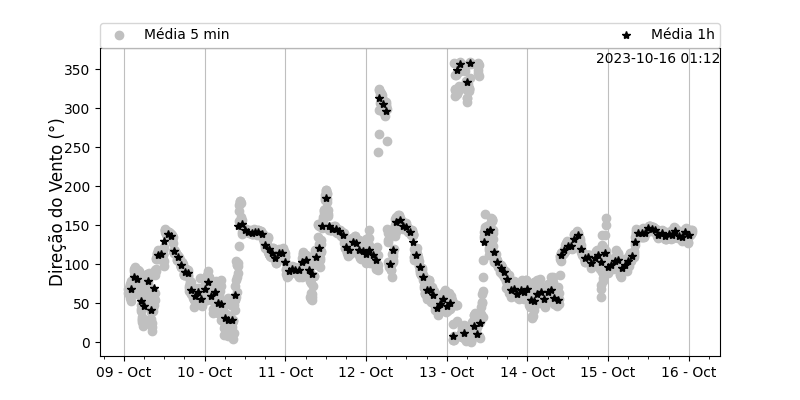 Média 5 min
Média 1h
2023-10-16 01:12
Direção do Vento (°)
350
300
250
200
150
100
50
0
09 - Oct
10 - Oct
11 - Oct
12 - Oct
13 - Oct
14 - Oct
15 - Oct
16 - Oct